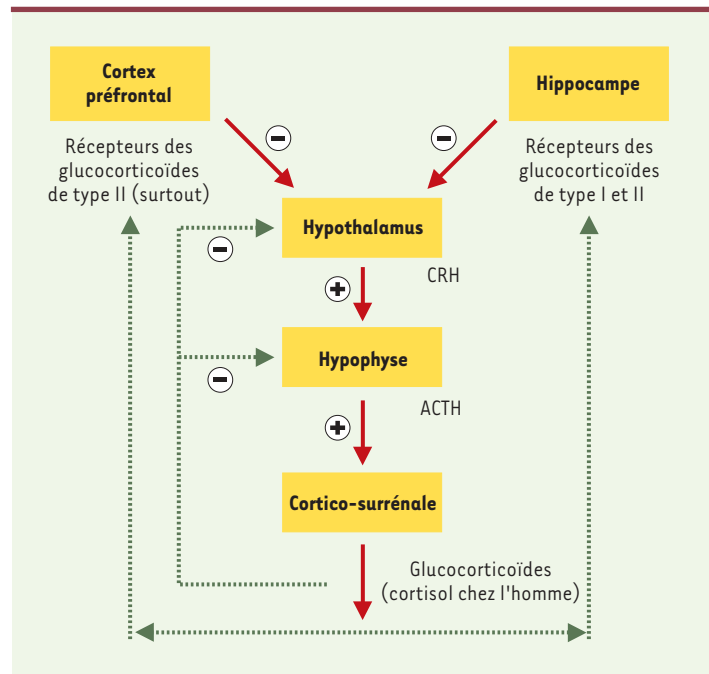 Cortex
préfrontal
Hippocampe
Récepteurs des
glucocorticoïdes
de type II (surtout)
Récepteurs des
glucocorticoïdes
de type I et II
Hypothalamus
CRH
Hypophyse
ACTH
Cortico-surrénale
Glucocorticoïdes
(cortisol chez l'homme)